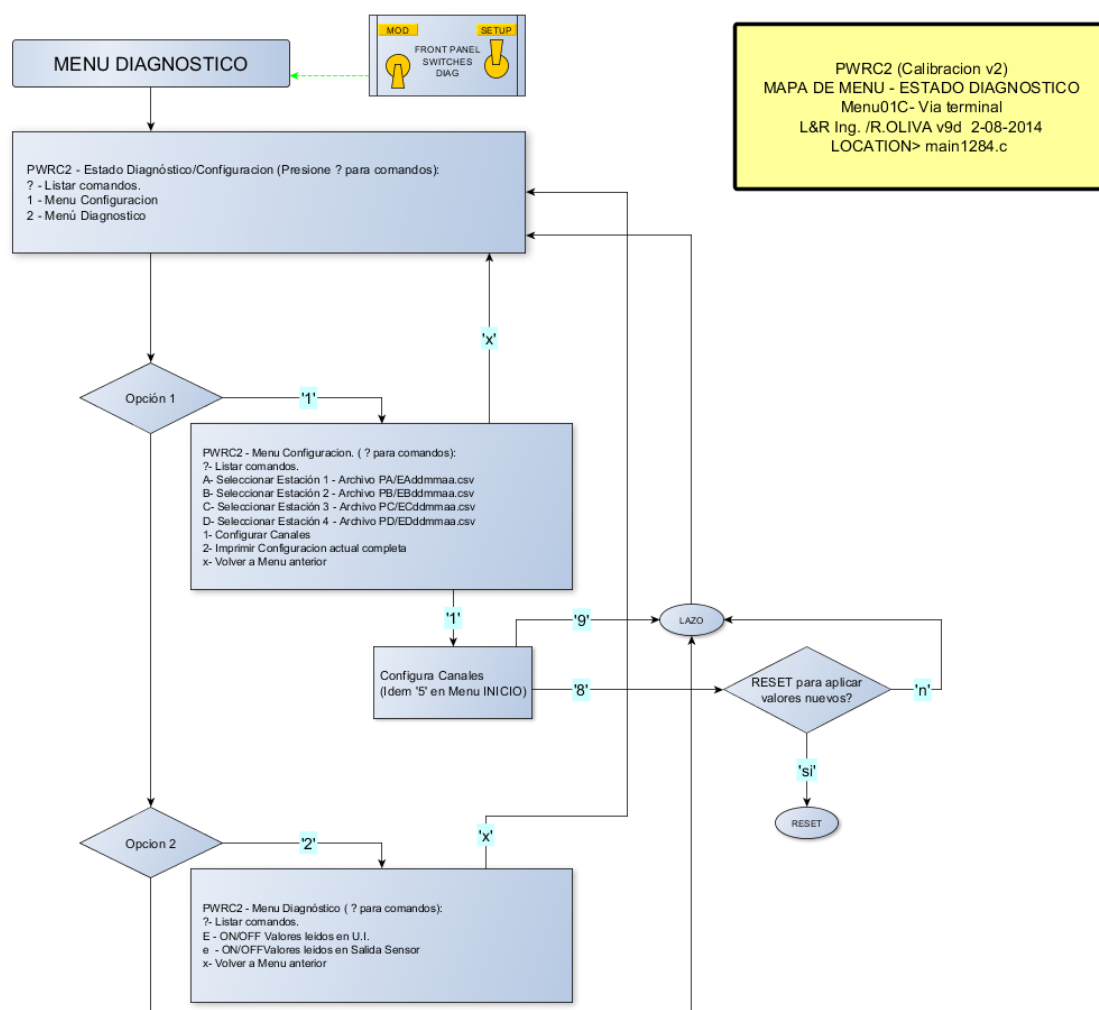 MENU DIAGNOSTICO
MOD
SETUP
FRONT PANEL
SWITCHES
DIAG
PWRC2 (Calibracion v2)
MAPA DE MENU - ESTADO DIAGNOSTICO
Menu01C- Via terminal
L&R Ing. /R.OLIVA v9d 2-08-2014
LOCATION> main1284.c
PWRC2 - Estado Diagnóstico/Configuracion (Presione ? para comandos):
? - Listar comandos.
1 - Menu Configuracion
2 - Menú Diagnostico
'x'
Opción 1
'1'
PWRC2 - Menu Configuracion. ( ? para comandos):
?- Listar comandos.
A- Seleccionar Estación 1 - Archivo PA/EAddmmaa.csv
B- Seleccionar Estación 2 - Archivo PB/EBddmmaa.csv
C- Seleccionar Estación 3 - Archivo PC/ECddmmaa.csv
D- Seleccionar Estación 4 - Archivo PD/EDddmmaa.csv
1- Configurar Canales
2- Imprimir Configuracion actual completa
x- Volver a Menu anterior
'1'
'9'
LAZO
Configura Canales
(Idem '5' en Menu INICIO)
'8'
RESET para aplicar
valores nuevos?
'n'
'si'
RESET
Opcion 2
'2'
'x'
PWRC2 - Menu Diagnóstico ( ? para comandos):
?- Listar comandos.
E - ON/OFF Valores leidos en U.I.
e - ON/OFFValores leidos en Salida Sensor
x- Volver a Menu anterior